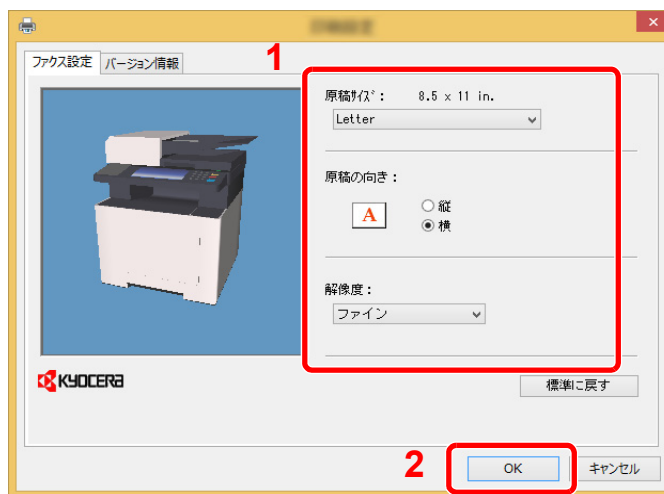 ファクス設定 バージョン情報
1
原稿サイズ: 8.5 x 11 in.
Letter
原稿の向き:
A
縦
横
解像度:
ファイン
KYOCERA
標準に戻す
2
OK キャンセル